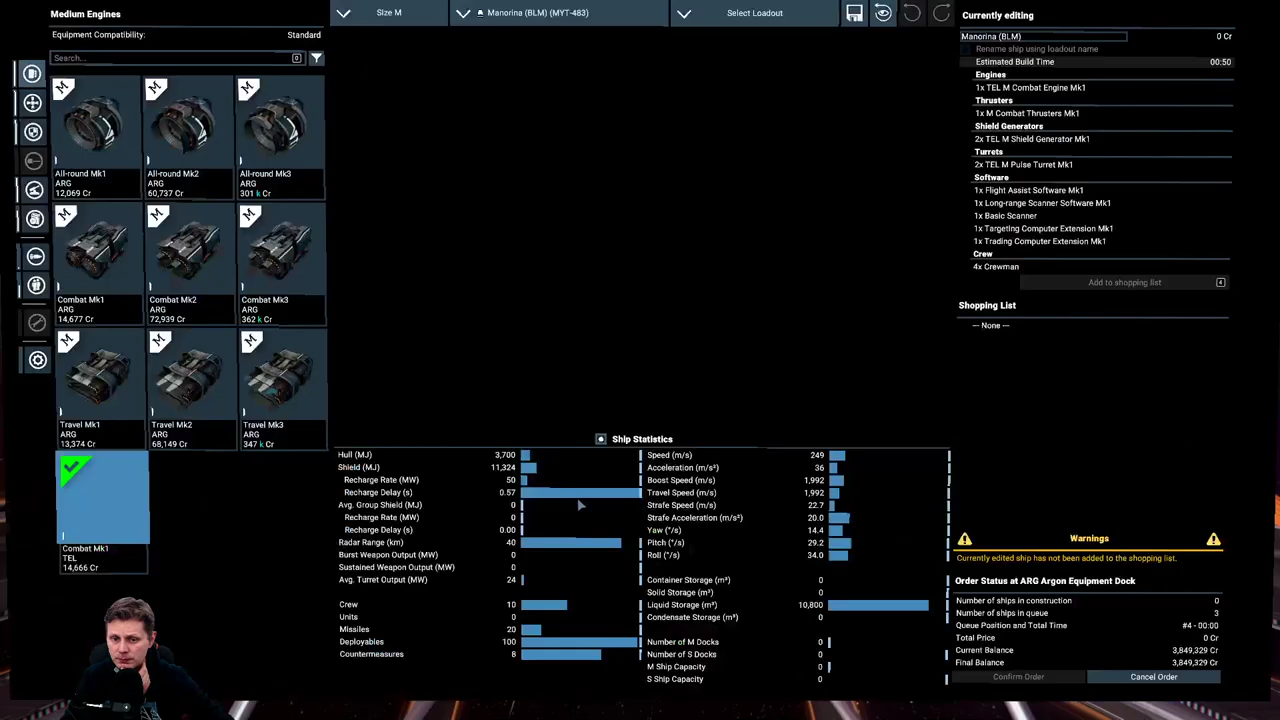 Medium Engines
Equipment Compatibility: Standard
Search...
0
M M M
All-round Mk1 ARG 12,069 Cr
All-round Mk2 ARG 60,737 Cr
All-round Mk3 ARG 301 k Cr
M M M
Combat Mk1 ARG 14,677 Cr
Combat Mk2 ARG 72,939 Cr
Combat Mk3 ARG 362 k Cr
M M M
Travel Mk1 ARG 13,374 Cr
Travel Mk2 ARG 68,149 Cr
Travel Mk3 ARG 347 k Cr
Combat Mk1
TEL
14,666 Cr
Size M
Manorina (BLM) (MYT-483)
Select Loadout
Ship Statistics
Hull (MJ) 3,700
Shield (MJ) 11,324
Recharge Rate (MW) 50
Recharge Delay (s) 0.57
Avg. Group Shield (MJ) 0
Recharge Rate (MW) 0
Recharge Delay (s) 0.00
Radar Range (km) 40
Burst Weapon Output (MW) 0
Sustained Weapon Output (MW) 0
Avg. Turret Output (MW) 24
Crew 10
Units 0
Missiles 20
Deployables 100
Countermeasures 8
Speed (m/s) 249
Acceleration (m/s²) 36
Boost Speed (m/s) 1,992
Travel Speed (m/s) 1,992
Strafe Speed (m/s) 22.7
Strafe Acceleration (m/s²) 20.0
Yaw (°/s) 14.4
Pitch (°/s) 29.2
Roll (°/s) 34.0
Container Storage (m³) 0
Solid Storage (m³) 0
Liquid Storage (m³) 10,800
Condensate Storage (m³) 0
Number of M Docks 0
Number of S Docks 0
M Ship Capacity 0
S Ship Capacity 0
Currently editing
Manorina (BLM) 0 Cr
Rename ship using loadout name
Estimated Build Time 00:50
Engines
1x TEL M Combat Engine Mk1
Thrusters
1x M Combat Thrusters Mk1
Shield Generators
2x TEL M Shield Generator Mk1
Turrets
2x TEL M Pulse Turret Mk1
Software
1x Flight Assist Software Mk1
1x Long-range Scanner Software Mk1
1x Basic Scanner
1x Targeting Computer Extension Mk1
1x Trading Computer Extension Mk1
Crew
4x Crewman
Add to shopping list
Shopping List
-- None --
Warnings
Currently edited ship has not been added to the shopping list.
Order Status at ARG Argon Equipment Dock
Number of ships in construction 0
Number of ships in queue 3
Queue Position and Total Time #4 - 00:00
Total Price 0 Cr
Current Balance 3,849,329 Cr
Final Balance 3,849,329 Cr
Confirm Order
Cancel Order